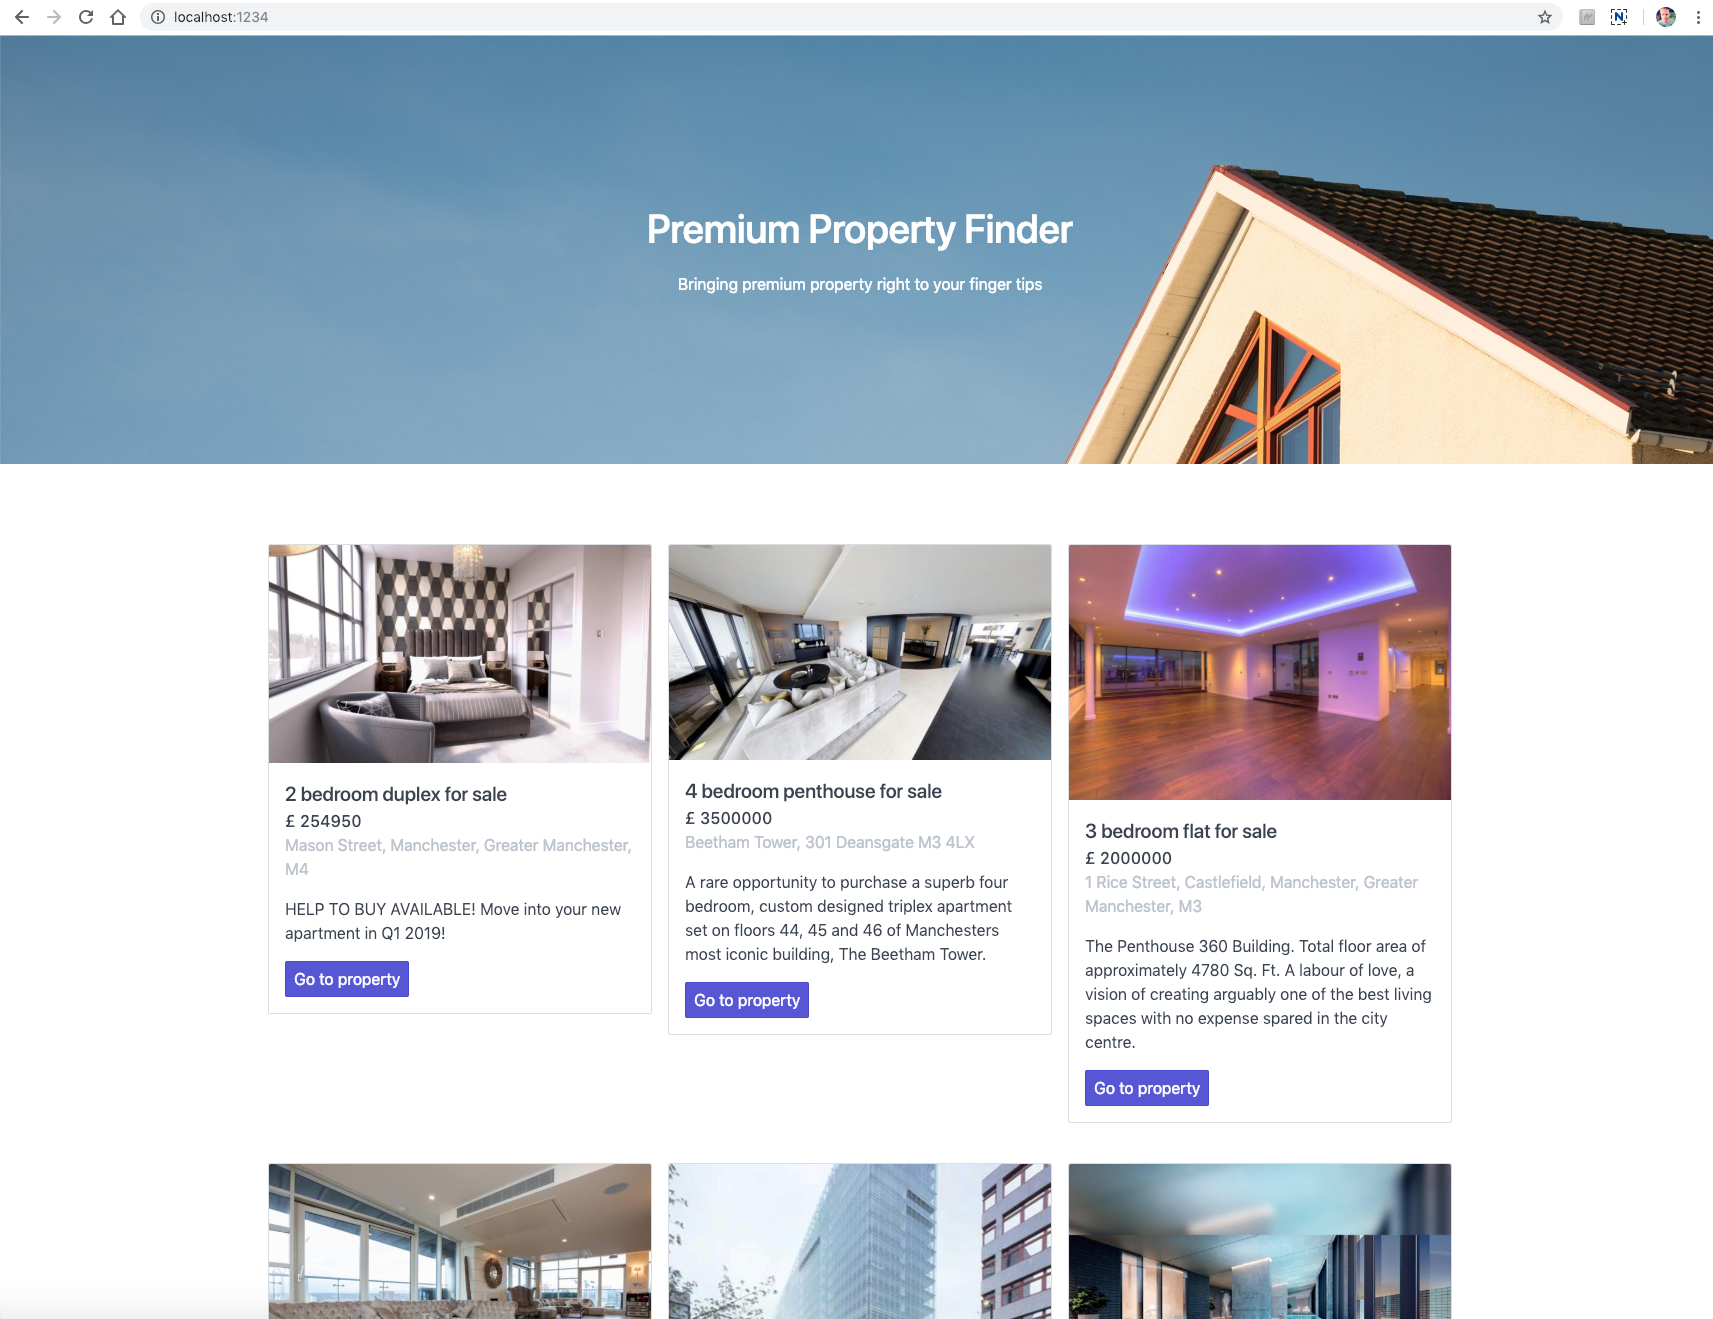 localhost:1234
Premium Property Finder
Bringing premium property right to your finger tips
2 bedroom duplex for sale
£ 254950
Mason Street, Manchester, Greater Manchester,
M4
HELP TO BUY AVAILABLE! Move into your new
apartment in Q1 2019!
Go to property
4 bedroom penthouse for sale
£ 3500000
Beetham Tower, 301 Deansgate M3 4LX
A rare opportunity to purchase a superb four
bedroom, custom designed triplex apartment
set on floors 44, 45 and 46 of Manchesters
most iconic building, The Beetham Tower.
Go to property
3 bedroom flat for sale
£ 2000000
1 Rice Street, Castlefield, Manchester, Greater
Manchester, M3
The Penthouse 360 Building. Total floor area of
approximately 4780 Sq. Ft. A labour of love, a
vision of creating arguably one of the best living
spaces with no expense spared in the city
centre.
Go to property